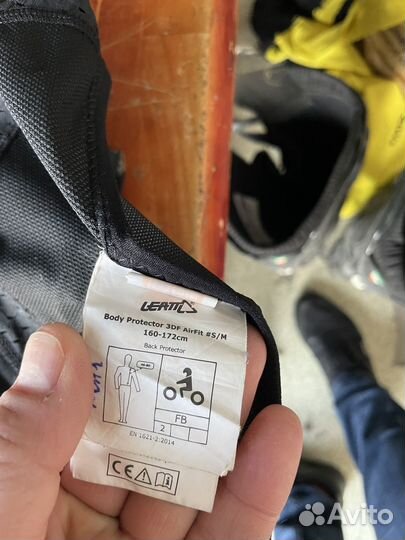 LEATT
Body Protector 3DF AirFit #S/M
160-172cm
Back Protector
FB
2
EN 1621-2:2014
CE
Avito